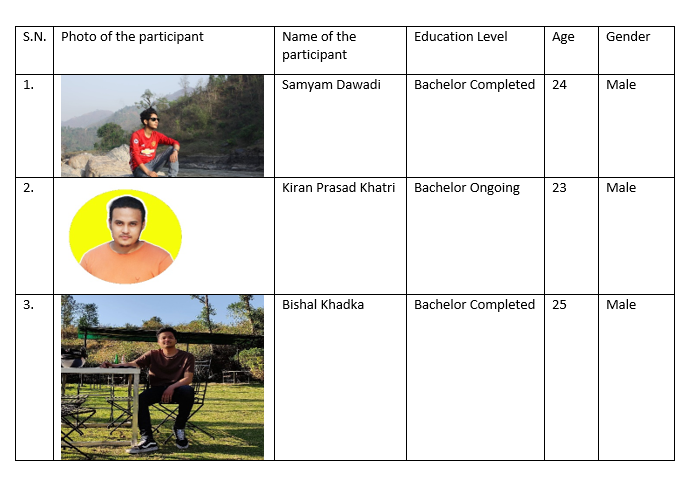 S.N. Photo of the participant Name of the participant Education Level Age Gender
1. Samyam Dawadi Bachelor Completed 24 Male
2. Kiran Prasad Khatri Bachelor Ongoing 23 Male
3. Bishal Khadka Bachelor Completed 25 Male